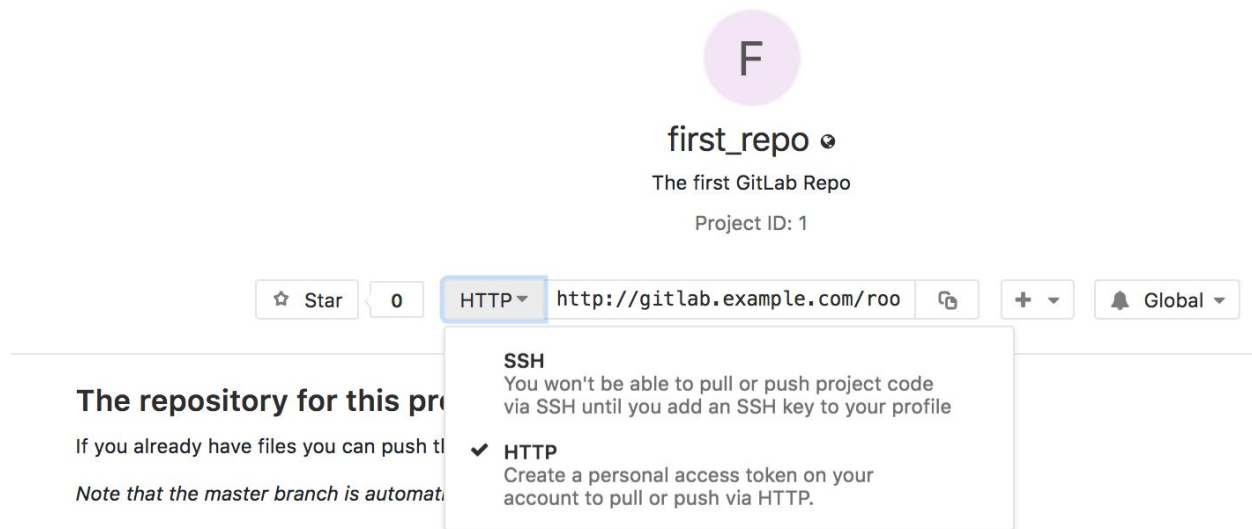 F
first_repo
The first GitLab Repo
Project ID: 1
Star 0 HTTP http://gitlab.example.com/roo Global
SSH
You won't be able to pull or push project code
via SSH until you add an SSH key to your profile
HTTP
Create a personal access token on your
account to pull or push via HTTP.
The repository for this
If you already have files you can push
Note that the master branch is